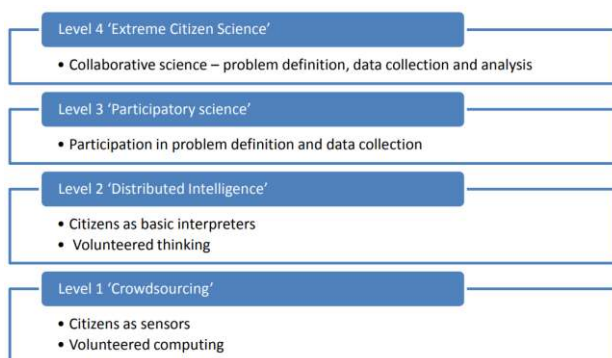 Level 4 ‘Extreme Citizen Science’
• Collaborative science – problem definition, data collection and analysis
Level 3 ‘Participatory science’
• Participation in problem definition and data collection
Level 2 ‘Distributed Intelligence’
• Citizens as basic interpreters
• Volunteered thinking
Level 1 ‘Crowdsourcing’
• Citizens as sensors
• Volunteered computing